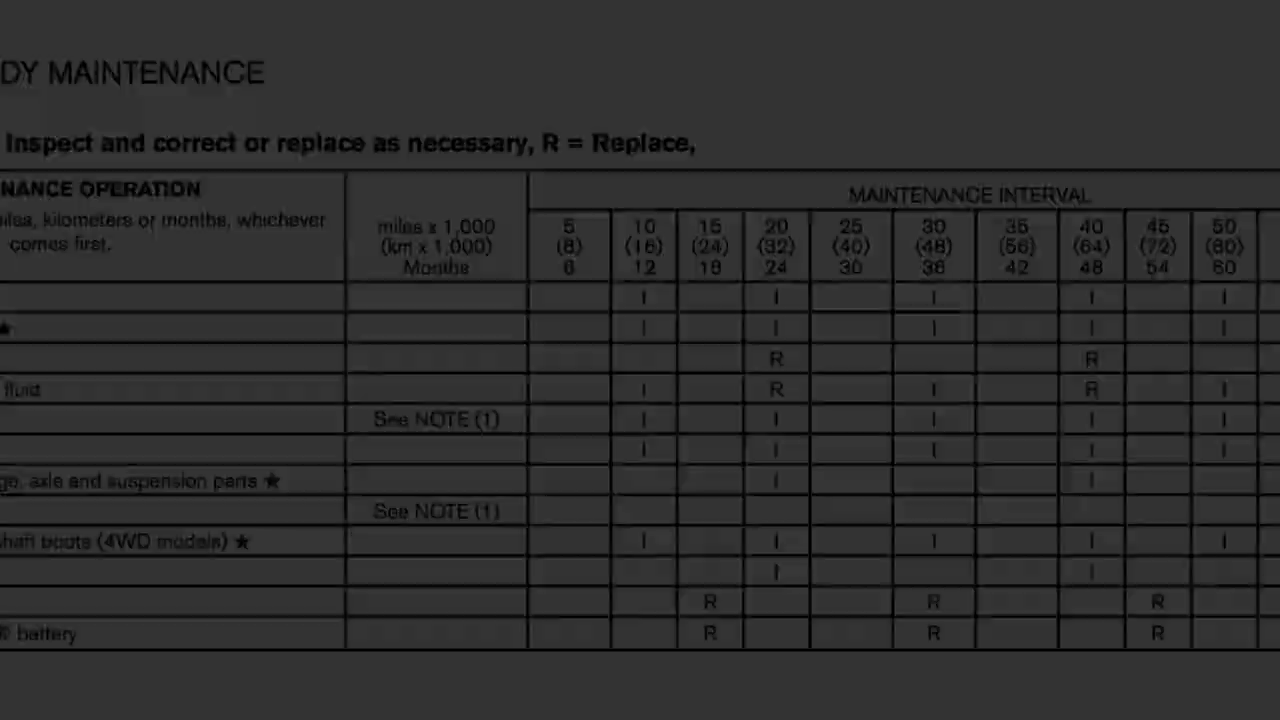 DY MAINTENANCE
Inspect and correct or replace as necessary, R = Replace,
NANCE OPERATION
iles, kilometers or months, whichever
comes first.
miles x 1,000
(km x 1,000)
Months
MAINTENANCE INTERVAL
5 10 15 20 25 30 35 40 45 50
(8) (16) (24) (32) (40) (48) (56) (64) (72) (80)
6 12 18 24 30 36 42 48 54 60
I I I I I
★ I I I I I
R R
fluid I R I R I
See NOTE (1) I I I I I
I I I I I
ge, axle and suspension parts ★ I I
See NOTE (1)
shaft boots (4WD models) ★ I I I I I
I I
R R R
® battery R R R